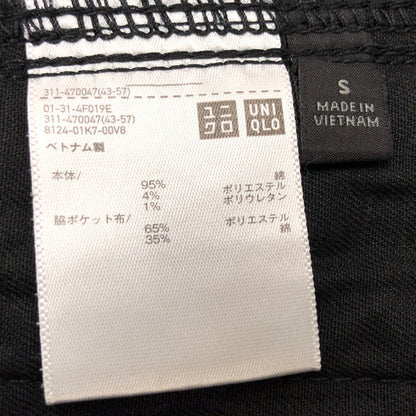 311-470047(43-57)
01-31-4F019E
311-470047(43-57)
8124-01K7-00V8
ベトナム製
ユニ
クロ
UNI
QLO
S
MADE IN
VIETNAM
本体/ 綿
95% ポリエステル
4% ポリウレタン
1%
脇ポケット布/ ポリエステル
65% 綿
35%